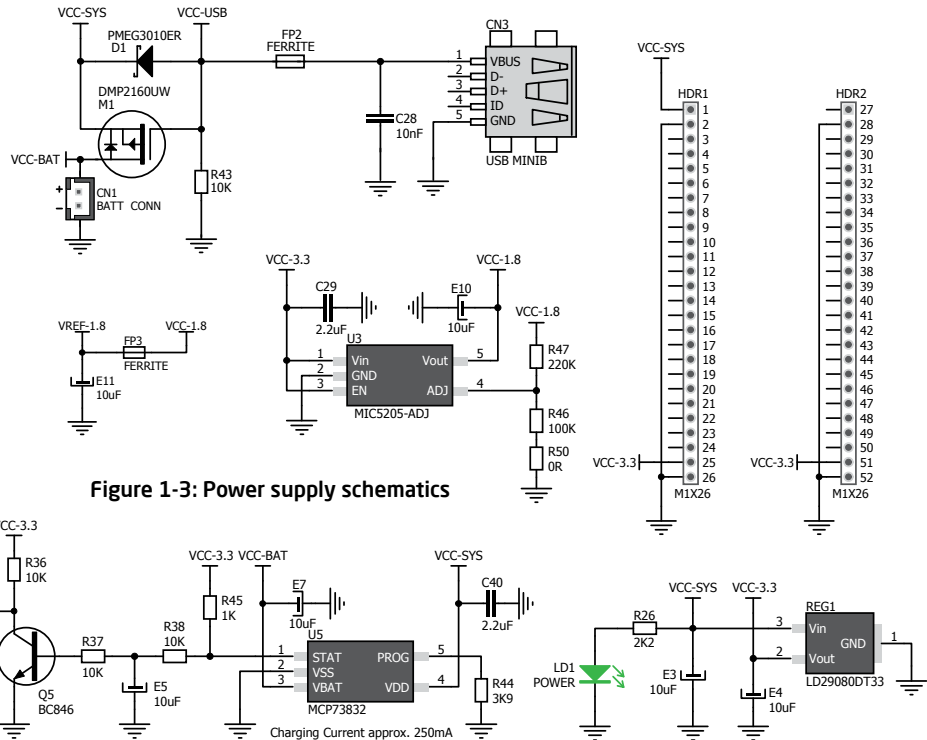 VCC-SYS
VCC-USB
PMEG3010ER
D1
DMP2160UW
M1
VCC-BAT
+
-
CN1
BATT CONN
R43
10K
FP2
FERRITE
C28
10nF
CN3
1
2
3
4
5
VBUS
D-
D+
ID
GND
USB MINIB
VCC-SYS
HDR1
1
2
3
4
5
6
7
8
9
10
11
12
13
14
15
16
17
18
19
20
21
22
23
24
25
26
VCC-3.3
M1X26
HDR2
27
28
29
30
31
32
33
34
35
36
37
38
39
40
41
42
43
44
45
46
47
48
49
50
51
52
VCC-3.3
M1X26
VREF-1.8
VCC-1.8
FP3
FERRITE
E11
10uF
VCC-3.3
C29
2.2uF
U3
1
2
3
Vin
GND
EN
Vout
ADJ
5
4
MIC5205-ADJ
VCC-1.8
E10
10uF
VCC-1.8
R47
220K
R46
100K
R50
0R
Figure 1-3: Power supply schematics
VCC-3.3
R36
10K
Q5
BC846
R37
10K
E5
10uF
R38
10K
VCC-3.3
R45
1K
VCC-BAT
E7
10uF
U5
1
2
3
STAT
VSS
VBAT
PROG
VDD
5
4
MCP73832
VCC-SYS
C40
2.2uF
R44
3K9
Charging Current approx. 250mA
LD1
POWER
R26
2K2
VCC-SYS
E3
10uF
VCC-3.3
E4
10uF
REG1
3
2
Vin
Vout
GND
1
LD29080DT33